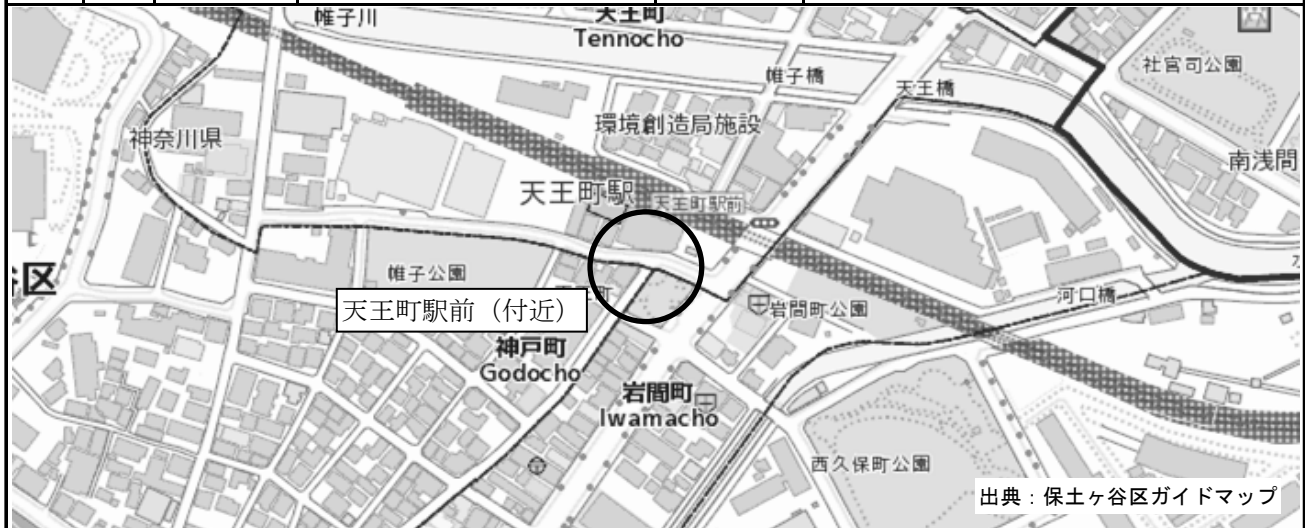 帷子川
天王町
Tennocho
社官司公園
帷子橋
天王橋
環境創造局施設
神奈川県
南浅間
天王町駅
天王町駅前
谷区
帷子公園
河口橋
天王町駅前（付近）
岩間町公園
神戸町
Godocho
岩間町
Iwamacho
西久保町公園
出典：保土ヶ谷区ガイドマップ